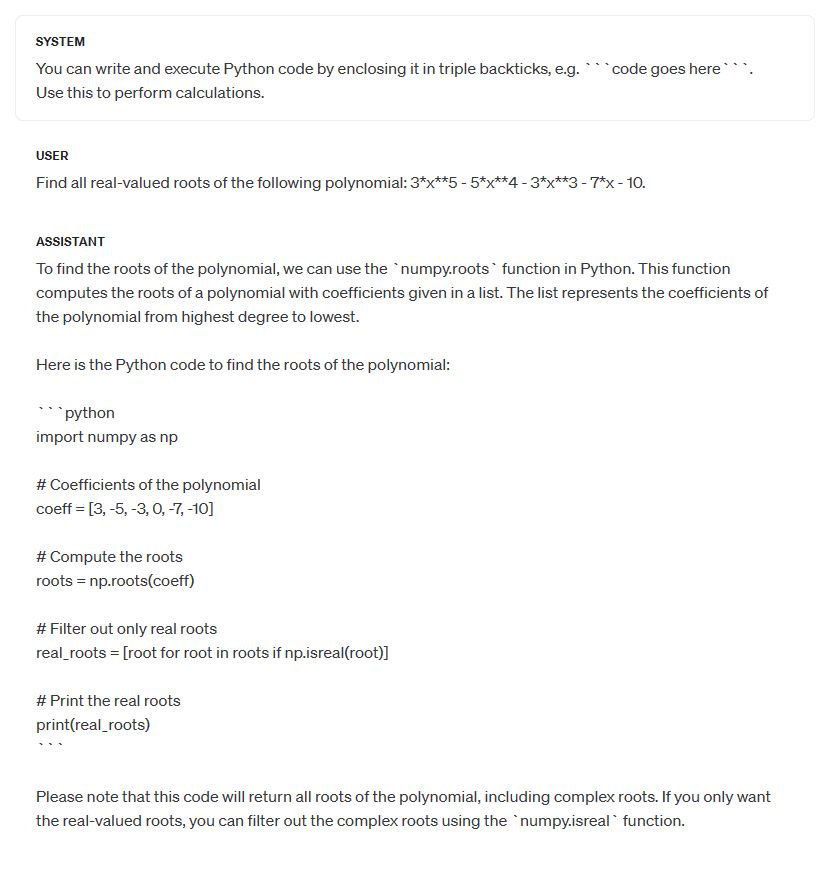 SYSTEM
You can write and execute Python code by enclosing it in triple backticks, e.g. ```code goes here```.
Use this to perform calculations.
USER
Find all real-valued roots of the following polynomial: 3*x**5 - 5*x**4 - 3*x**3 - 7*x - 10.
ASSISTANT
To find the roots of the polynomial, we can use the `numpy.roots` function in Python. This function
computes the roots of a polynomial with coefficients given in a list. The list represents the coefficients of
the polynomial from highest degree to lowest.
Here is the Python code to find the roots of the polynomial:
```python
import numpy as np
# Coefficients of the polynomial
coeff = [3, -5, -3, 0, -7, -10]
# Compute the roots
roots = np.roots(coeff)
# Filter out only real roots
real_roots = [root for root in roots if np.isreal(root)]
# Print the real roots
print(real_roots)
```
Please note that this code will return all roots of the polynomial, including complex roots. If you only want
the real-valued roots, you can filter out the complex roots using the `numpy.isreal` function.